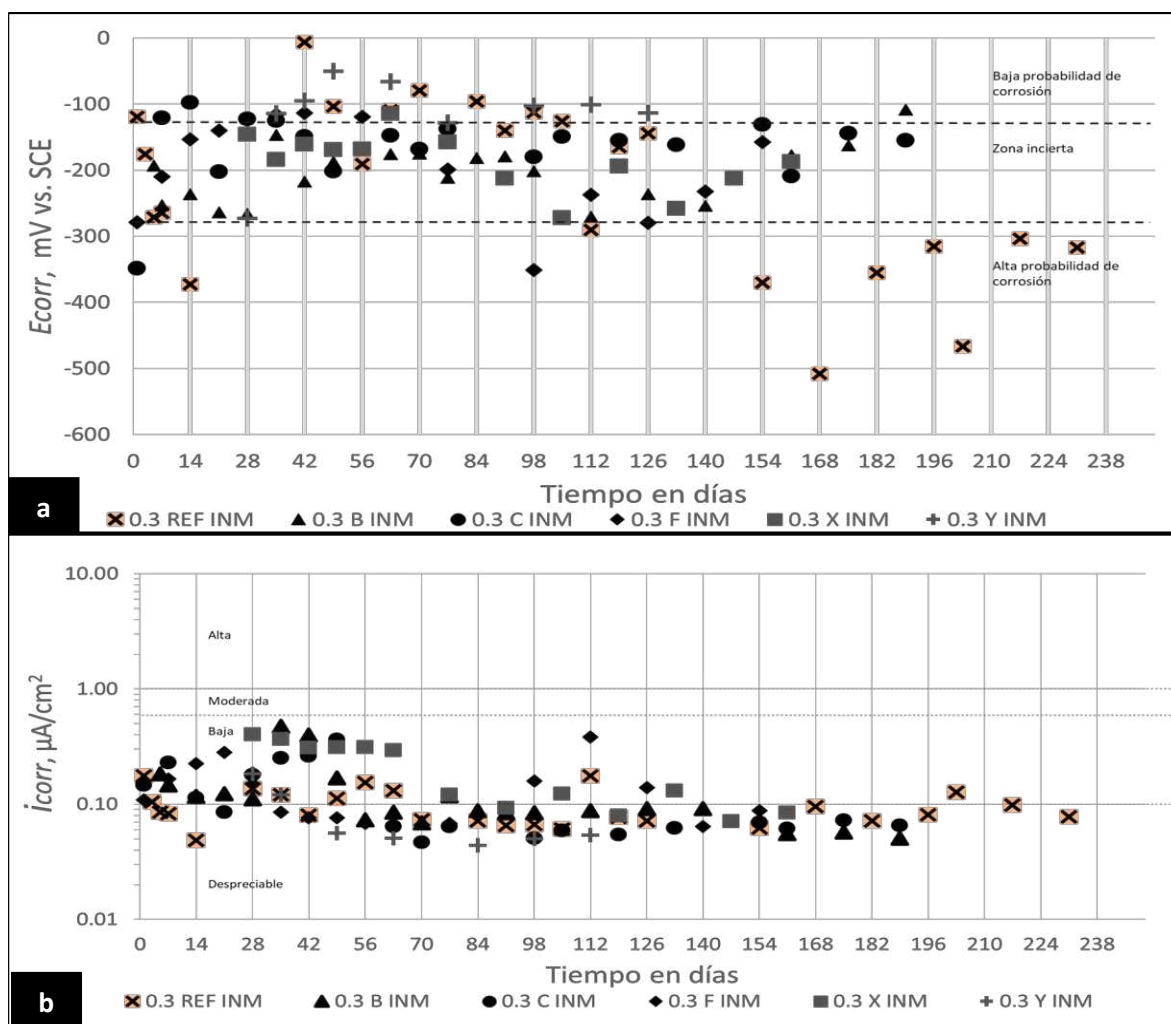 0
-100
-200
-300
-400
-500
-600
Ecorr, mV vs. SCE
Baja probabilidad de
corrosión
Zona incierta
Alta probabilidad de
corrosión
0 14 28 42 56 70 84 98 112 126 140 154 168 182 196 210 224 238
Tiempo en días
a
0.3 REF INM 0.3 B INM 0.3 C INM 0.3 F INM 0.3 X INM 0.3 Y INM
10.00
1.00
0.10
0.01
icorr, µA/cm²
Alta
Moderada
Baja
Despreciable
0 14 28 42 56 70 84 98 112 126 140 154 168 182 196 210 224 238
Tiempo en días
b
0.3 REF INM 0.3 B INM 0.3 C INM 0.3 F INM 0.3 X INM 0.3 Y INM